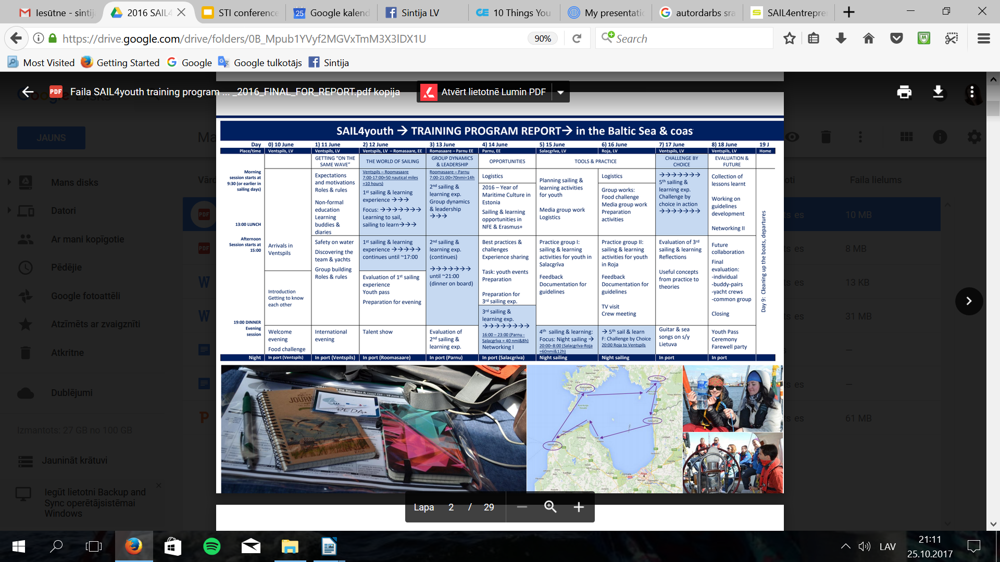 Iesūtne - sintij
2016 SAIL4
STI conference
Google kalend
Sintija LV
10 Things You
My presentatio
autordarbs sra
SAIL4entrepre
https://drive.google.com/drive/folders/0B_Mpub1YVyf2MGVxTmM3X3lDX1U
90%
Search
Most Visited
Getting Started
Google
Google tulkotājs
Sintija
PDF
Faila SAIL4youth training program ... _2016_FINAL_FOR_REPORT.pdf kopija
Atvērt lietotnē Lumin PDF
JAUNS
Mans disks
Datori
Ar mani kopīgotie
Pēdējie
Google fotoattēli
Atzīmēts ar zvaigznīti
Atkritne
Dublējumi
Izmantots: 27 GB no 100 GB
Jaunināt krātuvi
Iegūt lietotni Backup and
Sync operētājsistēmai
Windows
Faila lielums
10 MB
8 MB
13 KB
31 MB
—
—
61 MB
SAIL4youth → TRAINING PROGRAM REPORT→ in the Baltic Sea & coas
Day 0) 10 June 1) 11 June 2) 12 June 3) 13 June 4) 14 June 5) 15 June 6) 16 June 7) 17 June 8) 18 June 19 J
Place/time Ventspils, LV Ventspils, LV Ventspils, LV – Romasaare, EE Romasaare – Parnu EE Parnu, EE Salacgrīva, LV Roja, LV Ventspils, LV Ventspils, LV Home
GETTING “ON THE
SAME WAVE”
THE WORLD OF SAILING
GROUP DYNAMICS
& LEADERSHIP
OPPORTUNITIES
TOOLS & PRACTICE
CHALLENGE BY
CHOICE
EVALUATION &
FUTURE
Morning
session starts at
9:30 (or earlier in
sailing days)
13:00 LUNCH
Afternoon
Session starts at
15:00
19:00 DINNER
Evening
session
Arrivals in
Ventspils
Introduction
Getting to know
each other
Welcome
evening
Food challenge
Expectations
and motivations
Roles & rules
Non-formal
education
Learning
buddies &
diaries
Safety on water
Discovering the
team & yachts
Group building
Roles & rules
International
evening
Ventspils – Roomasaare
7:00-17:00=50 nautical miles
=10 hours)
1st sailing & learning
experience →→→
Focus: →→→→→→→
Learning to sail,
sailing to learn→→→
1st sailing & learning
experience →→→→→
continues until ~17:00
Evaluation of 1st sailing
experience
Youth pass
Preparation for evening
Talent show
Roomasaare – Parnu
7:00-21:00=70nmi=14h
2nd sailing &
learning exp.
Group dynamics
& leadership
→→→
2nd sailing &
learning exp.
(continues)
→→→→→→→
until ~21:00
(dinner on board)
Evaluation of
2nd sailing &
learning exp.
Logistics
2016 – Year of
Maritime Culture in
Estonia
Sailing & learning
opportunities in
NFE & Erasmus+
Best practices &
challenges
Experience sharing
Task: youth events
Preparation
Preparation for
3rd sailing exp.
3rd sailing &
learning exp.
→→→→→→→→
16:00 – 23:00 (Parnu -
Salacgrīva = 40 nmi&8h)
Networking I
Planning sailing &
learning activities
for youth
Media group work
Logistics
Practice group I:
sailing & learning
activities for youth in
Salacgrīva
Feedback
Documentation for
guidelines
4th sailing & learning:
Focus: Night sailing →
20:00–8:00 (Salacgrīva-Roja
=60nmi&12h)
Logistics
Group works:
Food challenge
Media group work
Preparation
activities
Practice group II:
sailing & learning
activities for youth
in Roja
Feedback
Documentation for
guidelines
TV visit
Crew meeting
→ 5th sail & learn
F: Challenge by Choice
20:00 Roja to Ventspils
→→→→→→→
5th sailing &
learning exp.
Challenge by
choice in action
→→→→→→→
Evaluation of 3rd
sailing & learning
Reflections
Useful concepts
from practice to
theories
Guitar & sea
songs on s/y
Lietuva
Collection of
lessons learnt
Working on
guidelines
development
Networking II
Future
collaboration
Final
evaluation:
-individual
-buddy-pairs
-yacht crews
-common group
Closing
Youth Pass
Ceremony
Farewell party
Day 9: Cleaning up the boats, departures
Night In port (Ventspils) In port (Ventspils) In port (Roomasaare) In port (Parnu) In port (Salacgriva) Night sailing Night sailing In port In port
JOURN
REDA
Lapa 2 / 29
LAV
21:11
25.10.2017